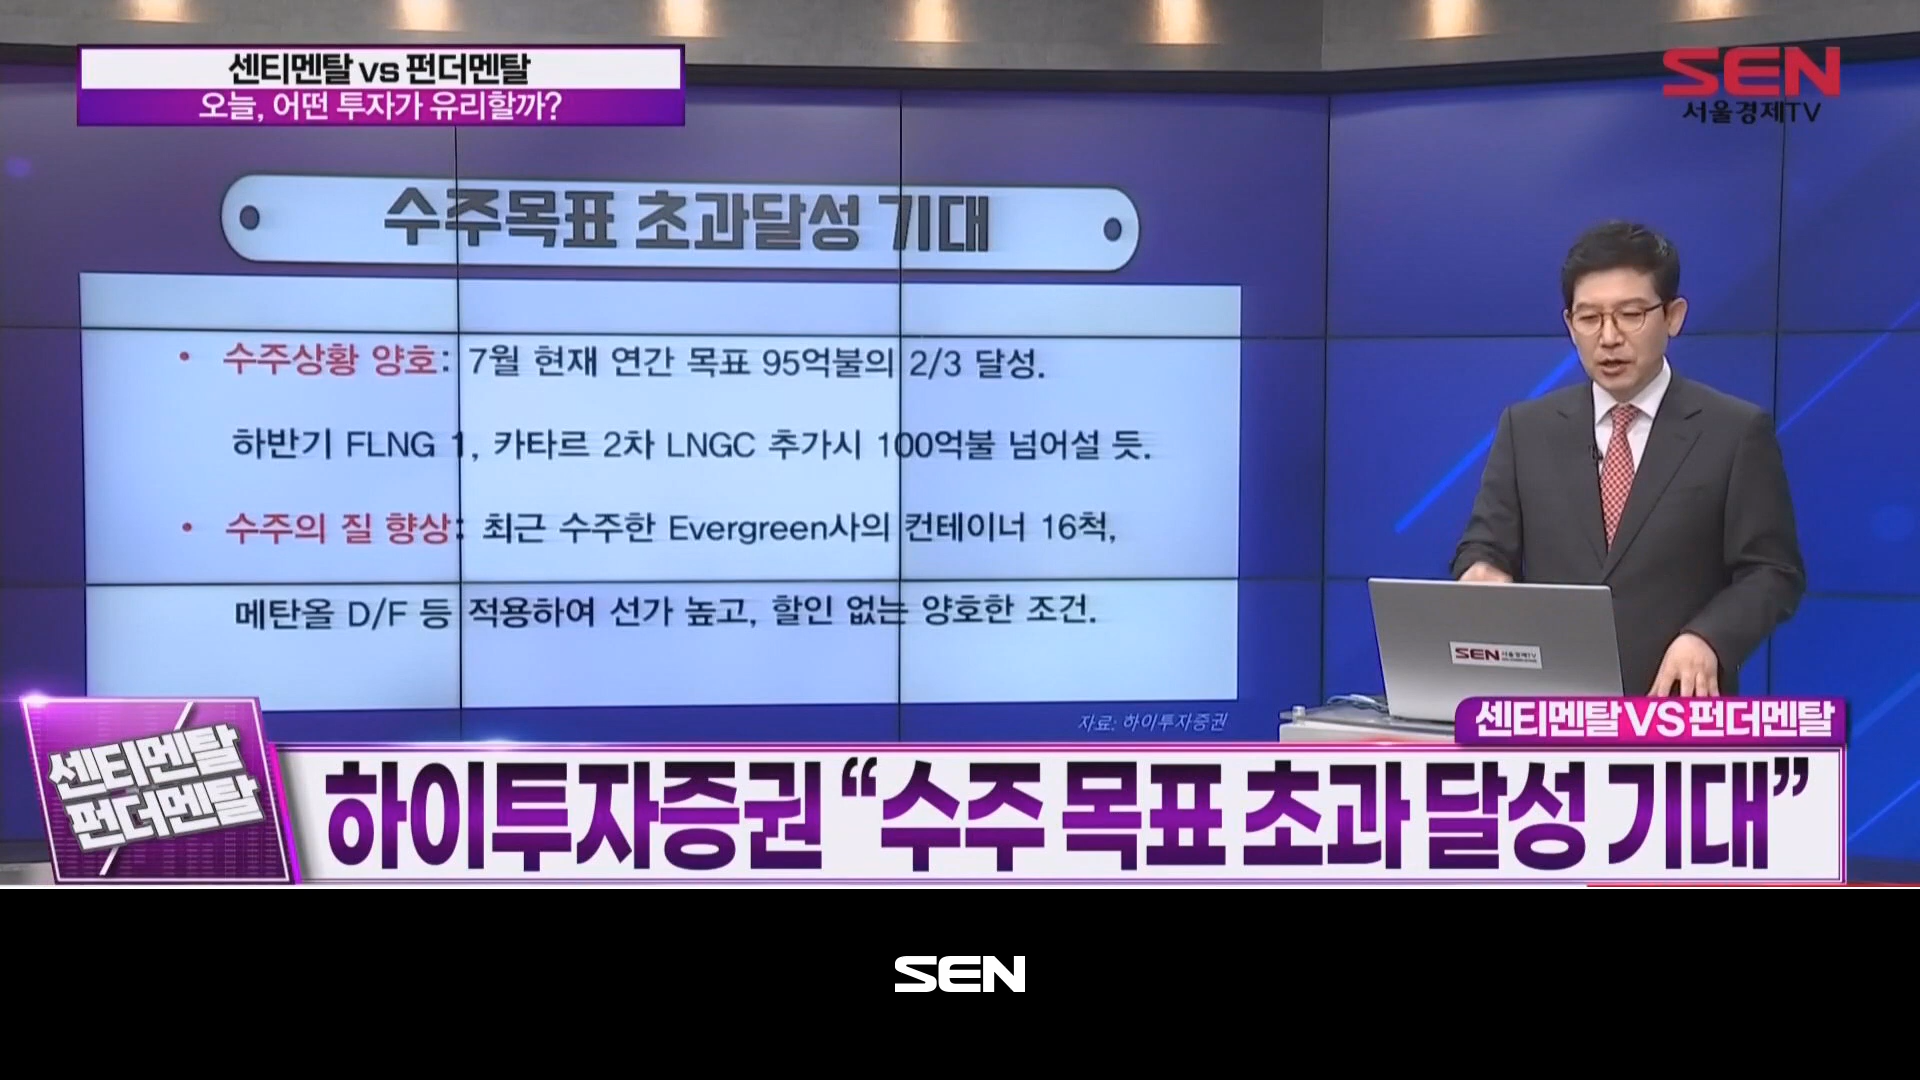 센티멘탈 vs 펀더멘탈
오늘, 어떤 투자가 유리할까?
SEN
서울경제TV
수주목표 초과달성 기대
• 수주상황 양호: 7월 현재 연간 목표 95억불의 2/3 달성.
하반기 FLNG 1, 카타르 2차 LNGC 추가시 100억불 넘어설 듯.
• 수주의 질 향상: 최근 수주한 Evergreen사의 컨테이너 16척,
메탄올 D/F 등 적용하여 선가 높고, 할인 없는 양호한 조건.
자료: 하이투자증권
SEN 서울경제TV
센티멘탈 VS 펀더멘탈
센티멘탈
펀더멘탈
하이투자증권 “수주 목표 초과 달성 기대”
SEN